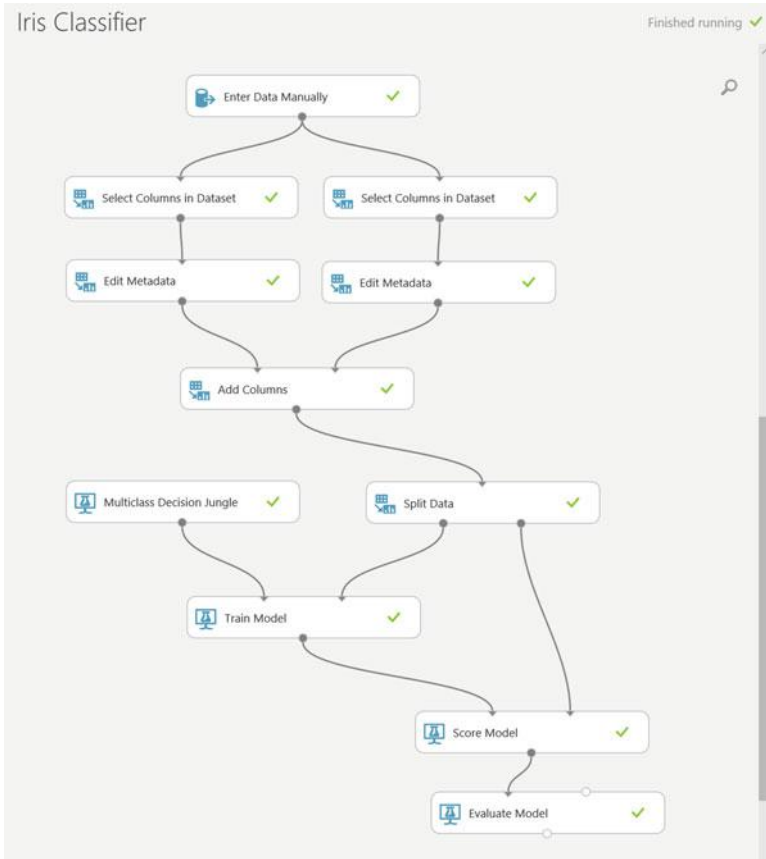 Iris Classifier
Finished running
Enter Data Manually
Select Columns in Dataset
Select Columns in Dataset
Edit Metadata
Edit Metadata
Add Columns
Multiclass Decision Jungle
Split Data
Train Model
Score Model
Evaluate Model